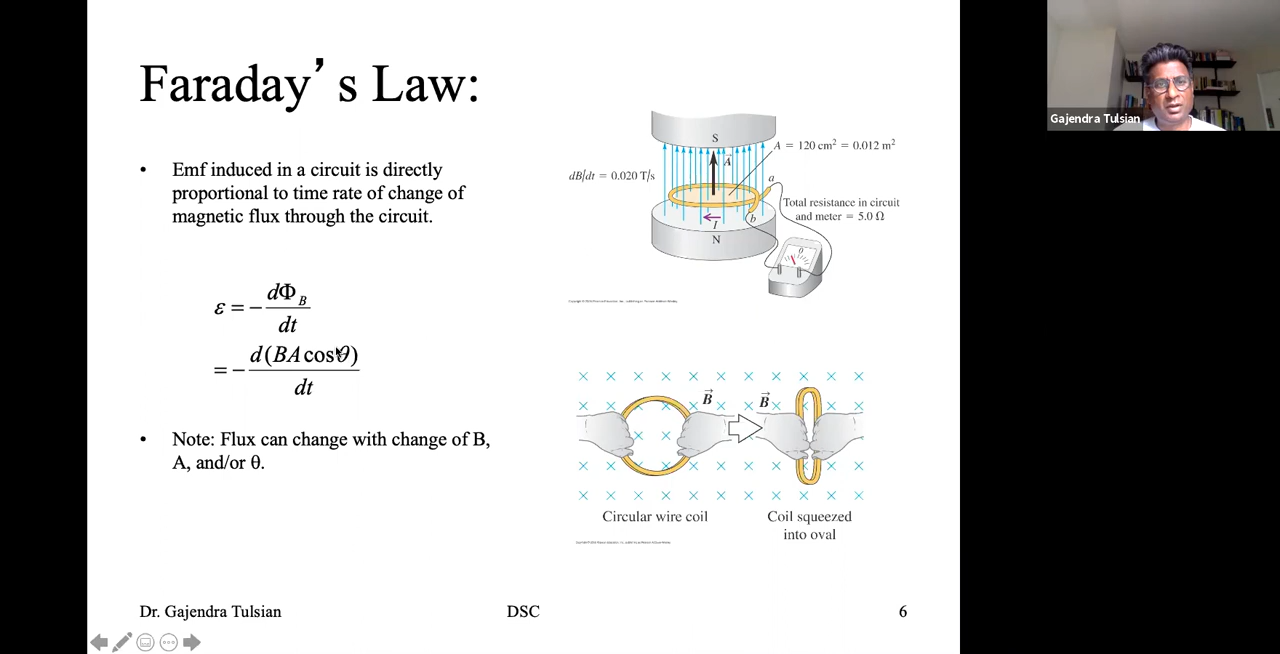 Faraday's Law:
Gajendra Tulsian
• Emf induced in a circuit is directly
proportional to time rate of change of
magnetic flux through the circuit.
S
A = 120 cm² = 0.012 m²
A
dB/dt = 0.020 T/s
a
Total resistance in circuit
and meter = 5.0 Ω
b
I
N
0
ε = − dΦ_B / dt
= − d(BA cosθ) / dt
• Note: Flux can change with change of B,
A, and/or θ.
B
B
Circular wire coil
Coil squeezed
into oval
Dr. Gajendra Tulsian
DSC
6